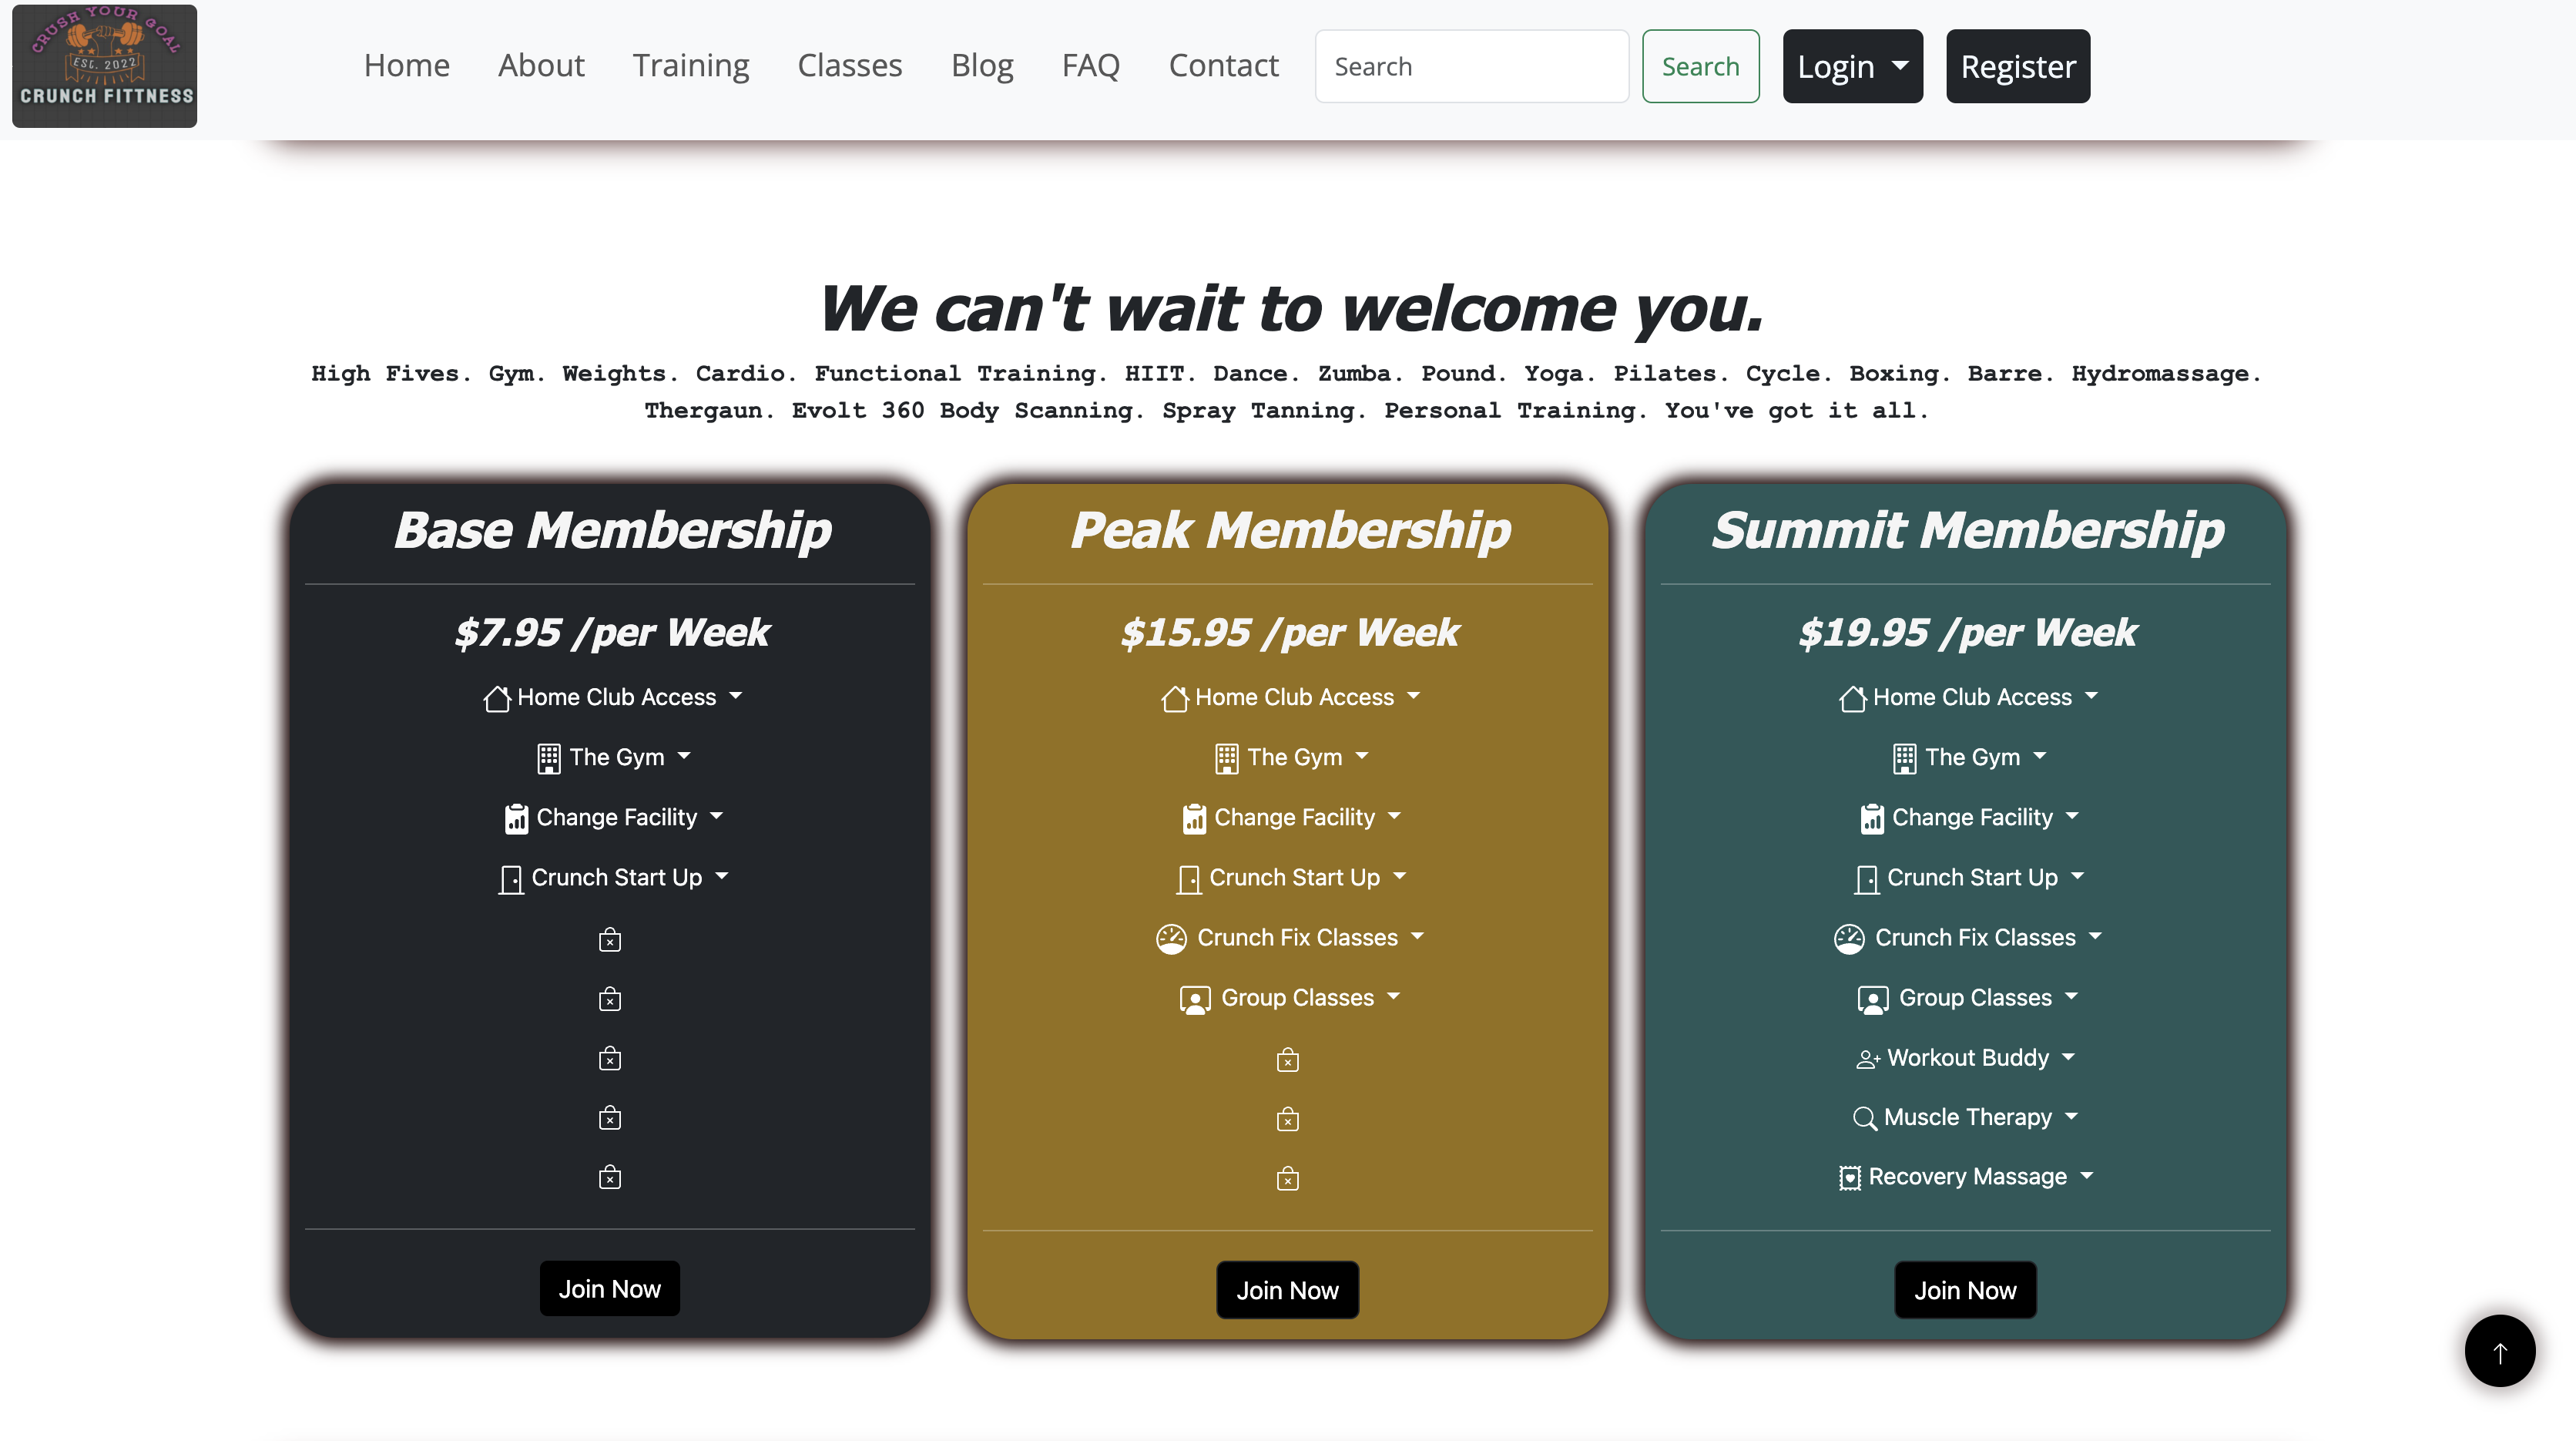 CRUSH YOUR GOAL
EST. 2022
CRUNCH FITTNESS
Home About Training Classes Blog FAQ Contact Search Search Login Register
We can't wait to welcome you.
High Fives. Gym. Weights. Cardio. Functional Training. HIIT. Dance. Zumba. Pound. Yoga. Pilates. Cycle. Boxing. Barre. Hydromassage.
Thergaun. Evolt 360 Body Scanning. Spray Tanning. Personal Training. You've got it all.
Base Membership
$7.95 /per Week
Home Club Access
The Gym
Change Facility
Crunch Start Up
Join Now
Peak Membership
$15.95 /per Week
Home Club Access
The Gym
Change Facility
Crunch Start Up
Crunch Fix Classes
Group Classes
Join Now
Summit Membership
$19.95 /per Week
Home Club Access
The Gym
Change Facility
Crunch Start Up
Crunch Fix Classes
Group Classes
Workout Buddy
Muscle Therapy
Recovery Massage
Join Now